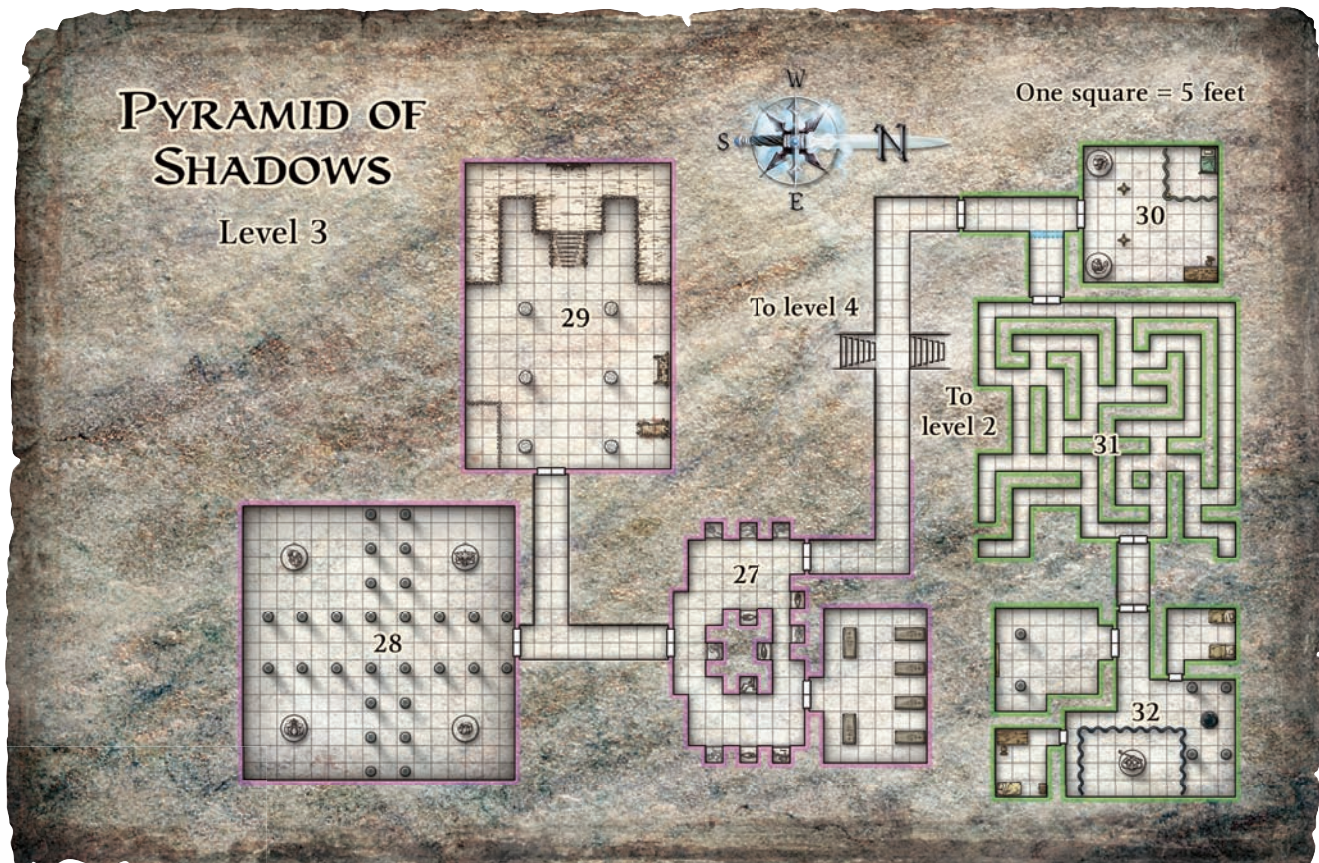 PYRAMID OF
SHADOWS
Level 3
W
S
N
E
One square = 5 feet
30
29
To level 4
To
level 2
31
27
28
32